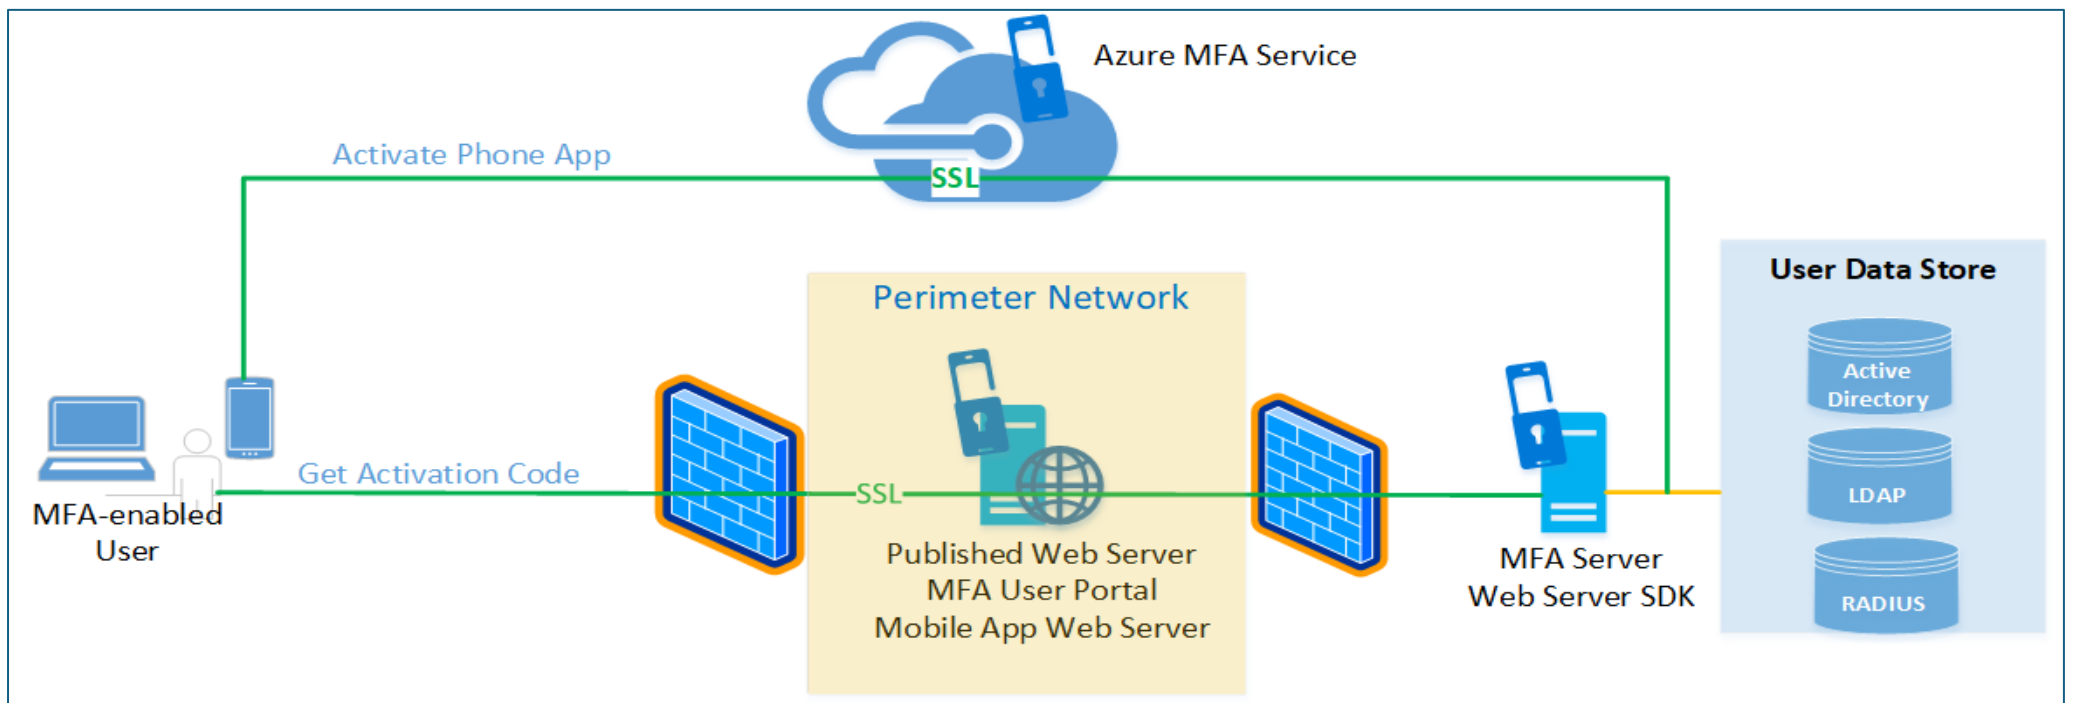 Azure MFA Service
Activate Phone App
SSL
User Data Store
Perimeter Network
Active
Directory
Get Activation Code
SSL
LDAP
MFA-enabled
User
Published Web Server
MFA User Portal
Mobile App Web Server
MFA Server
Web Server SDK
RADIUS